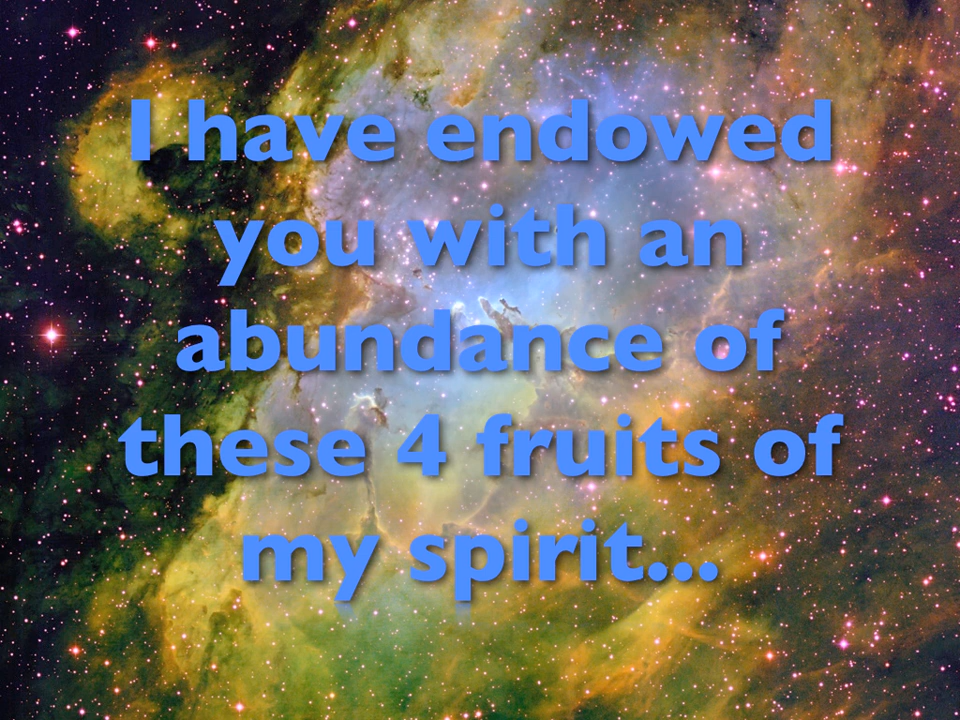 I have endowed
you with an
abundance of
these 4 fruits of
my spirit...